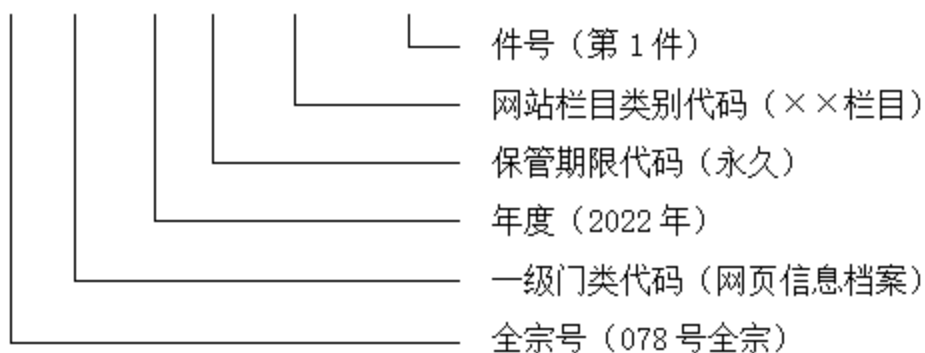 件号（第 1 件）
网站栏目类别代码（××栏目）
保管期限代码（永久）
年度（2022 年）
一级门类代码（网页信息档案）
全宗号（078 号全宗）